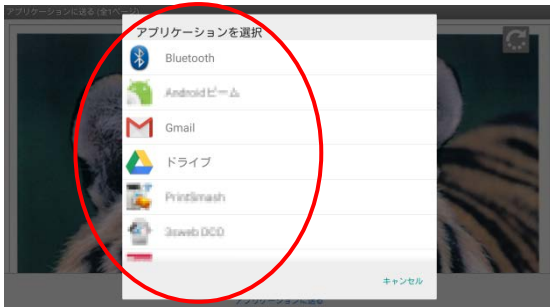 アプリケーションに送る(全1ページ)
アプリケーションを選択
Bluetooth
Androidビーム
Gmail
ドライブ
PrintSmash
キャンセル
アプリケーションに送る